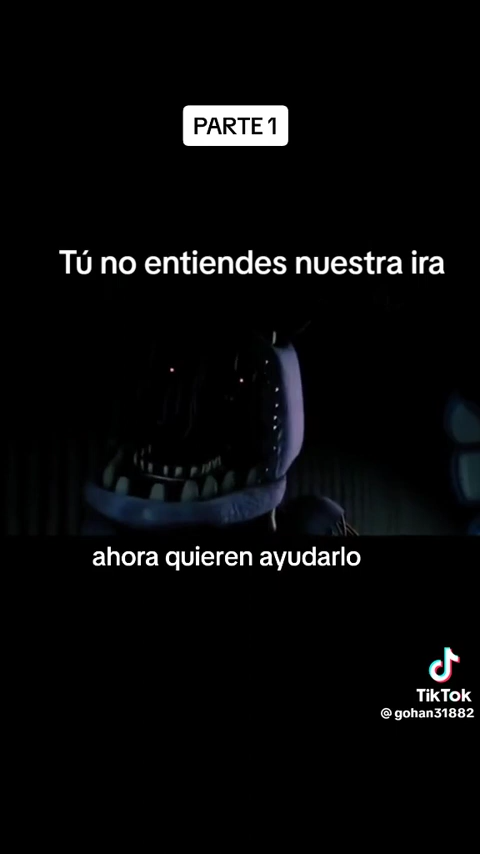 PARTE 1
Tú no entiendes nuestra ira
ahora quieren ayudarlo
TikTok
@gohan31882